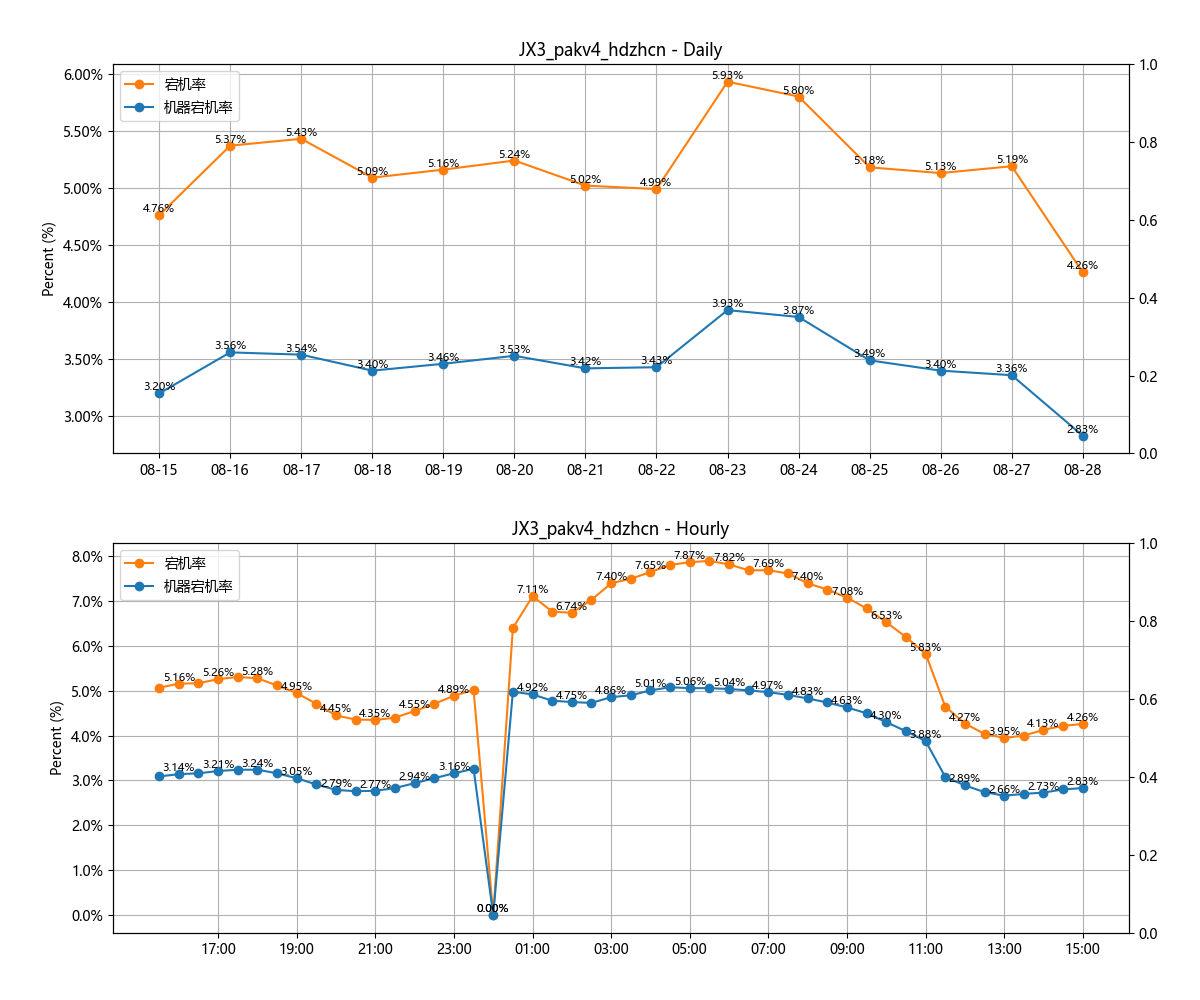 JX3_pakv4_hdzhcn - Daily
宕机率
机器宕机率
Percent (%)
6.00%
5.50%
5.00%
4.50%
4.00%
3.50%
3.00%
1.0
0.8
0.6
0.4
0.2
0.0
4.76% 5.37% 5.43% 5.09% 5.16% 5.24% 5.02% 4.99% 5.93% 5.80% 5.18% 5.13% 5.19% 4.26%
3.20% 3.56% 3.54% 3.40% 3.46% 3.53% 3.42% 3.43% 3.93% 3.87% 3.49% 3.40% 3.36% 2.83%
08-15 08-16 08-17 08-18 08-19 08-20 08-21 08-22 08-23 08-24 08-25 08-26 08-27 08-28
JX3_pakv4_hdzhcn - Hourly
宕机率
机器宕机率
Percent (%)
8.0%
7.0%
6.0%
5.0%
4.0%
3.0%
2.0%
1.0%
0.0%
1.0
0.8
0.6
0.4
0.2
0.0
5.16% 5.26% 5.28% 4.95% 4.45% 4.35% 4.55% 4.89% 0.00% 7.11% 6.74% 7.40% 7.65% 7.87% 7.82% 7.69% 7.40% 7.08% 6.53% 5.83% 4.27% 3.95% 4.13% 4.26%
3.14% 3.21% 3.24% 3.05% 2.79% 2.77% 2.94% 3.16% 0.00% 4.92% 4.75% 4.86% 5.01% 5.06% 5.04% 4.97% 4.83% 4.63% 4.30% 3.88% 2.89% 2.66% 2.73% 2.83%
17:00 19:00 21:00 23:00 01:00 03:00 05:00 07:00 09:00 11:00 13:00 15:00